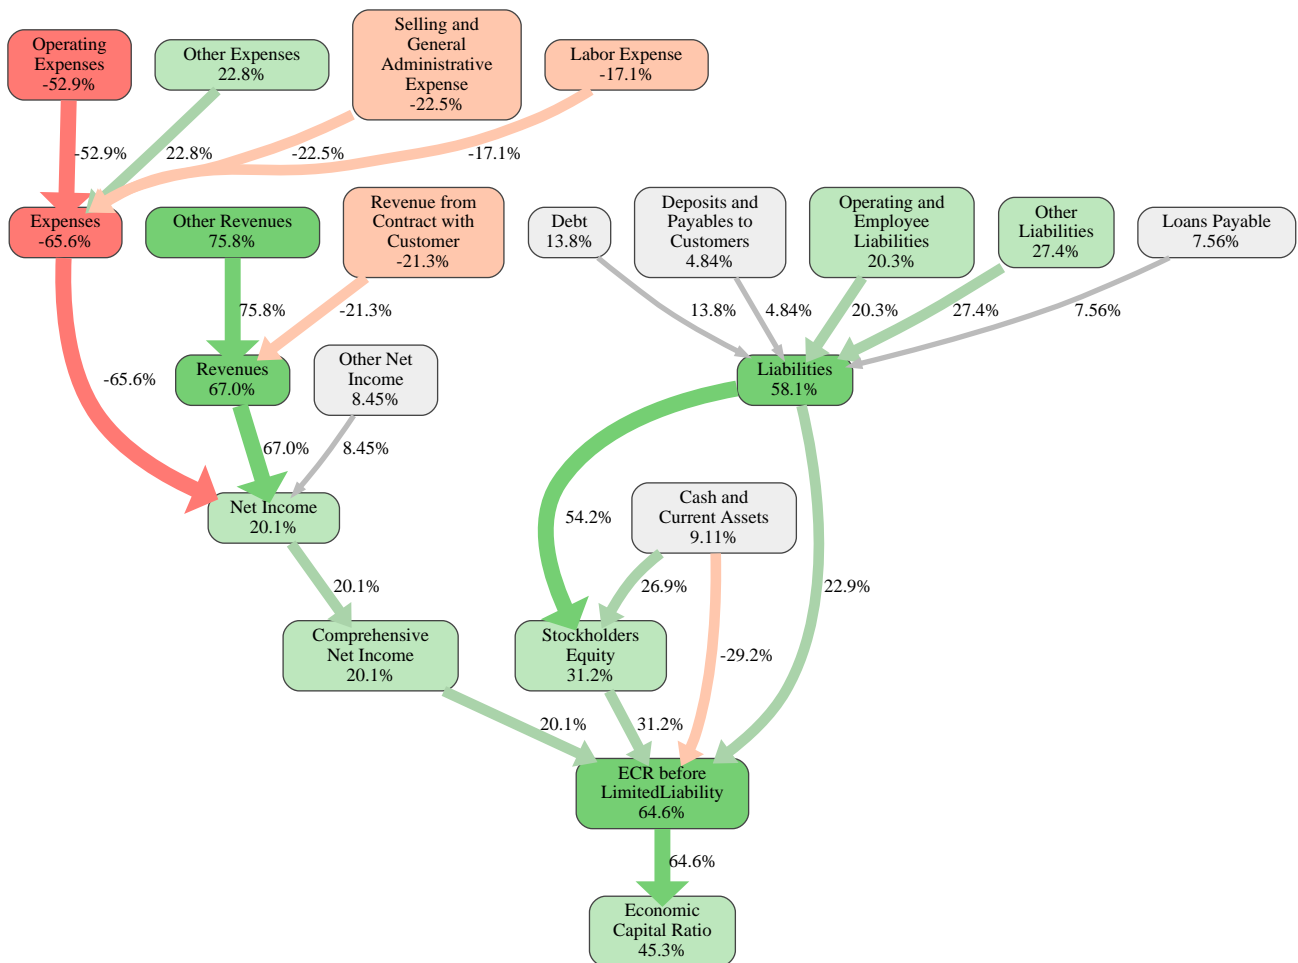 Operating
Expenses
-52.9%
Other Expenses
22.8%
Selling and
General
Administrative
Expense
-22.5%
Labor Expense
-17.1%
-52.9%
22.8%
-22.5%
-17.1%
Expenses
-65.6%
Other Revenues
75.8%
Revenue from
Contract with
Customer
-21.3%
Debt
13.8%
Deposits and
Payables to
Customers
4.84%
Operating and
Employee
Liabilities
20.3%
Other
Liabilities
27.4%
Loans Payable
7.56%
75.8%
-21.3%
13.8%
4.84%
20.3%
27.4%
7.56%
-65.6%
Revenues
67.0%
Other Net
Income
8.45%
Liabilities
58.1%
67.0%
8.45%
Net Income
20.1%
54.2%
Cash and
Current Assets
9.11%
20.1%
26.9%
22.9%
Comprehensive
Net Income
20.1%
Stockholders
Equity
31.2%
-29.2%
20.1%
31.2%
ECR before
LimitedLiability
64.6%
64.6%
Economic
Capital Ratio
45.3%